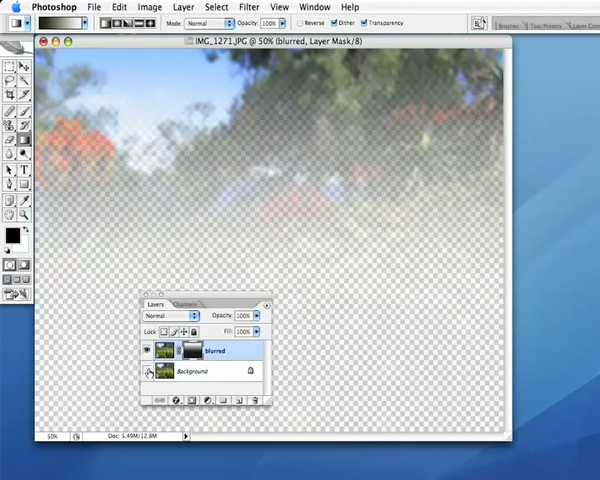 Photoshop File Edit Image Layer Select Filter View Window Help
Mode: Normal Opacity: 100% Reverse Dither Transparency Brushes Tool Presets Layer Com
IMG_1271.JPG @ 50% (blurred, Layer Mask/8)
Layers Channels
Normal Opacity: 100%
Lock: Fill: 100%
blurred
Background
50% Doc: 5.49M/12.8M